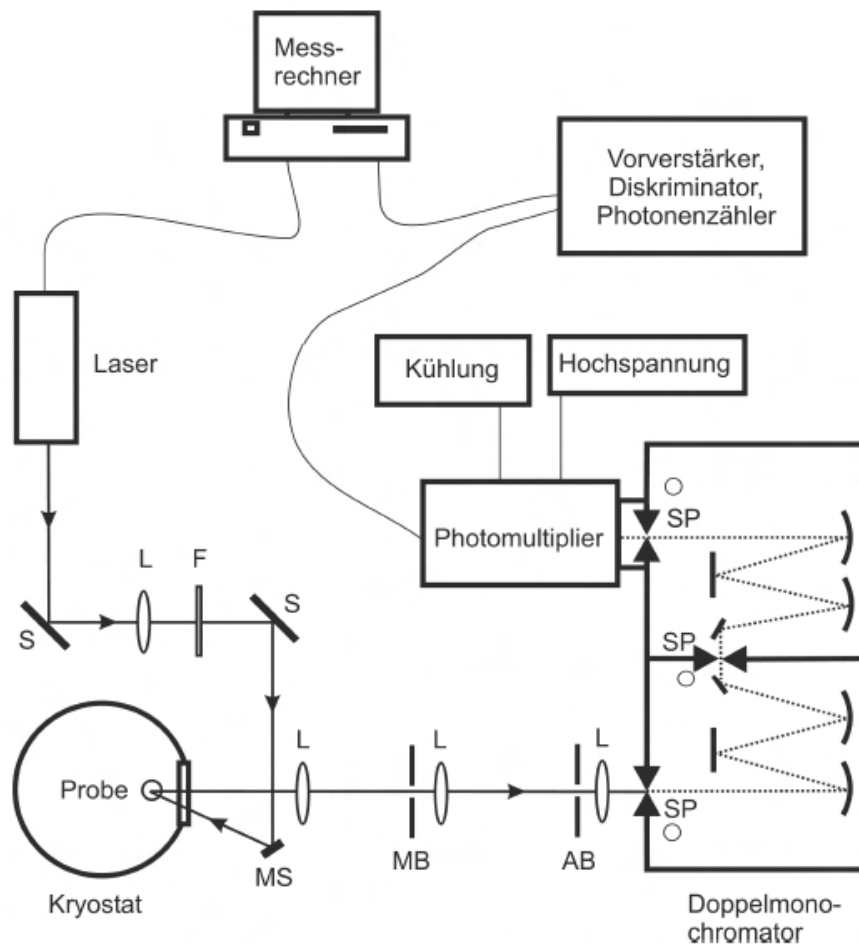 Mess-
rechner
Vorverstärker,
Diskriminator,
Photonenzähler
Laser
Kühlung
Hochspannung
Photomultiplier
SP
L
F
S
S
SP
Probe
L
L
L
SP
MS
MB
AB
Kryostat
Doppelmono-
chromator